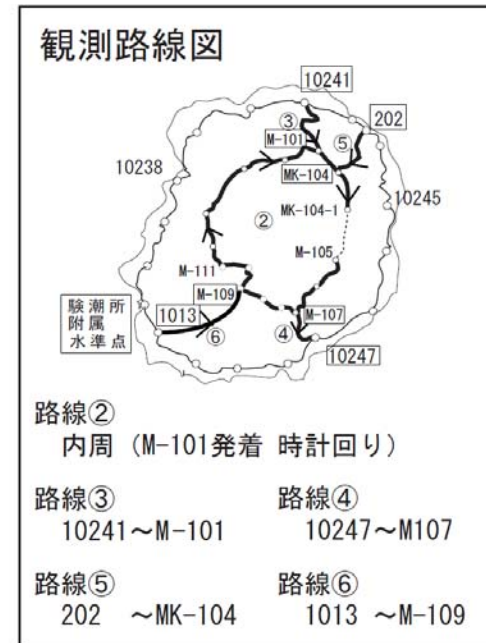 観測路線図
10241
③
202
M-101
⑤
MK-104
10238
MK-104-1
10245
②
M-105
M-111
M-109
験潮所
附属
水準点
1013
M-107
④
⑥
10247
路線②
内周 (M-101発着 時計回り)
路線③ 路線④
10241~M-101 10247~M107
路線⑤ 路線⑥
202 ~MK-104 1013 ~M-109